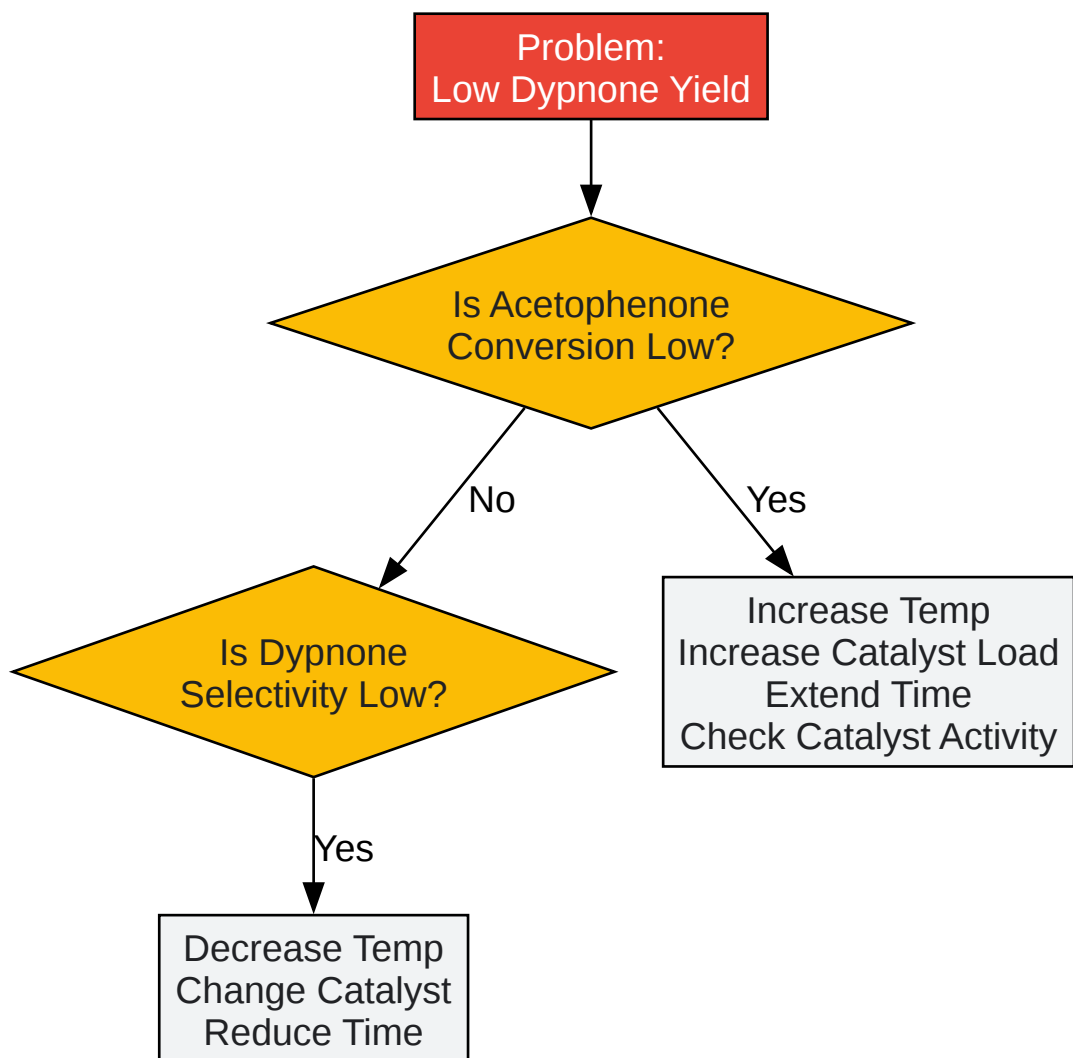 Problem:
Low Dypnone Yield
Is Acetophenone
Conversion Low?
No
Yes
Is Dypnone
Selectivity Low?
Increase Temp
Increase Catalyst Load
Extend Time
Check Catalyst Activity
Yes
Decrease Temp
Change Catalyst
Reduce Time